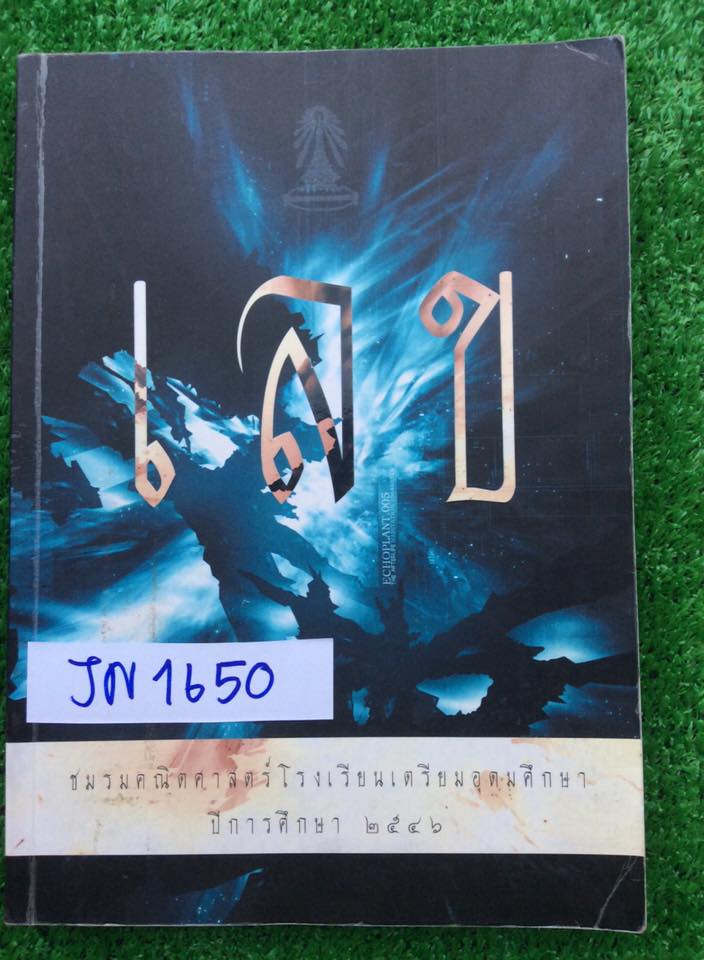 เลข
ECHOPLANT.005
JN 1650
ชมรมคณิตศาสตร์โรงเรียนเตรียมอุดมศึกษา
ปีการศึกษา ๒๕๔๖